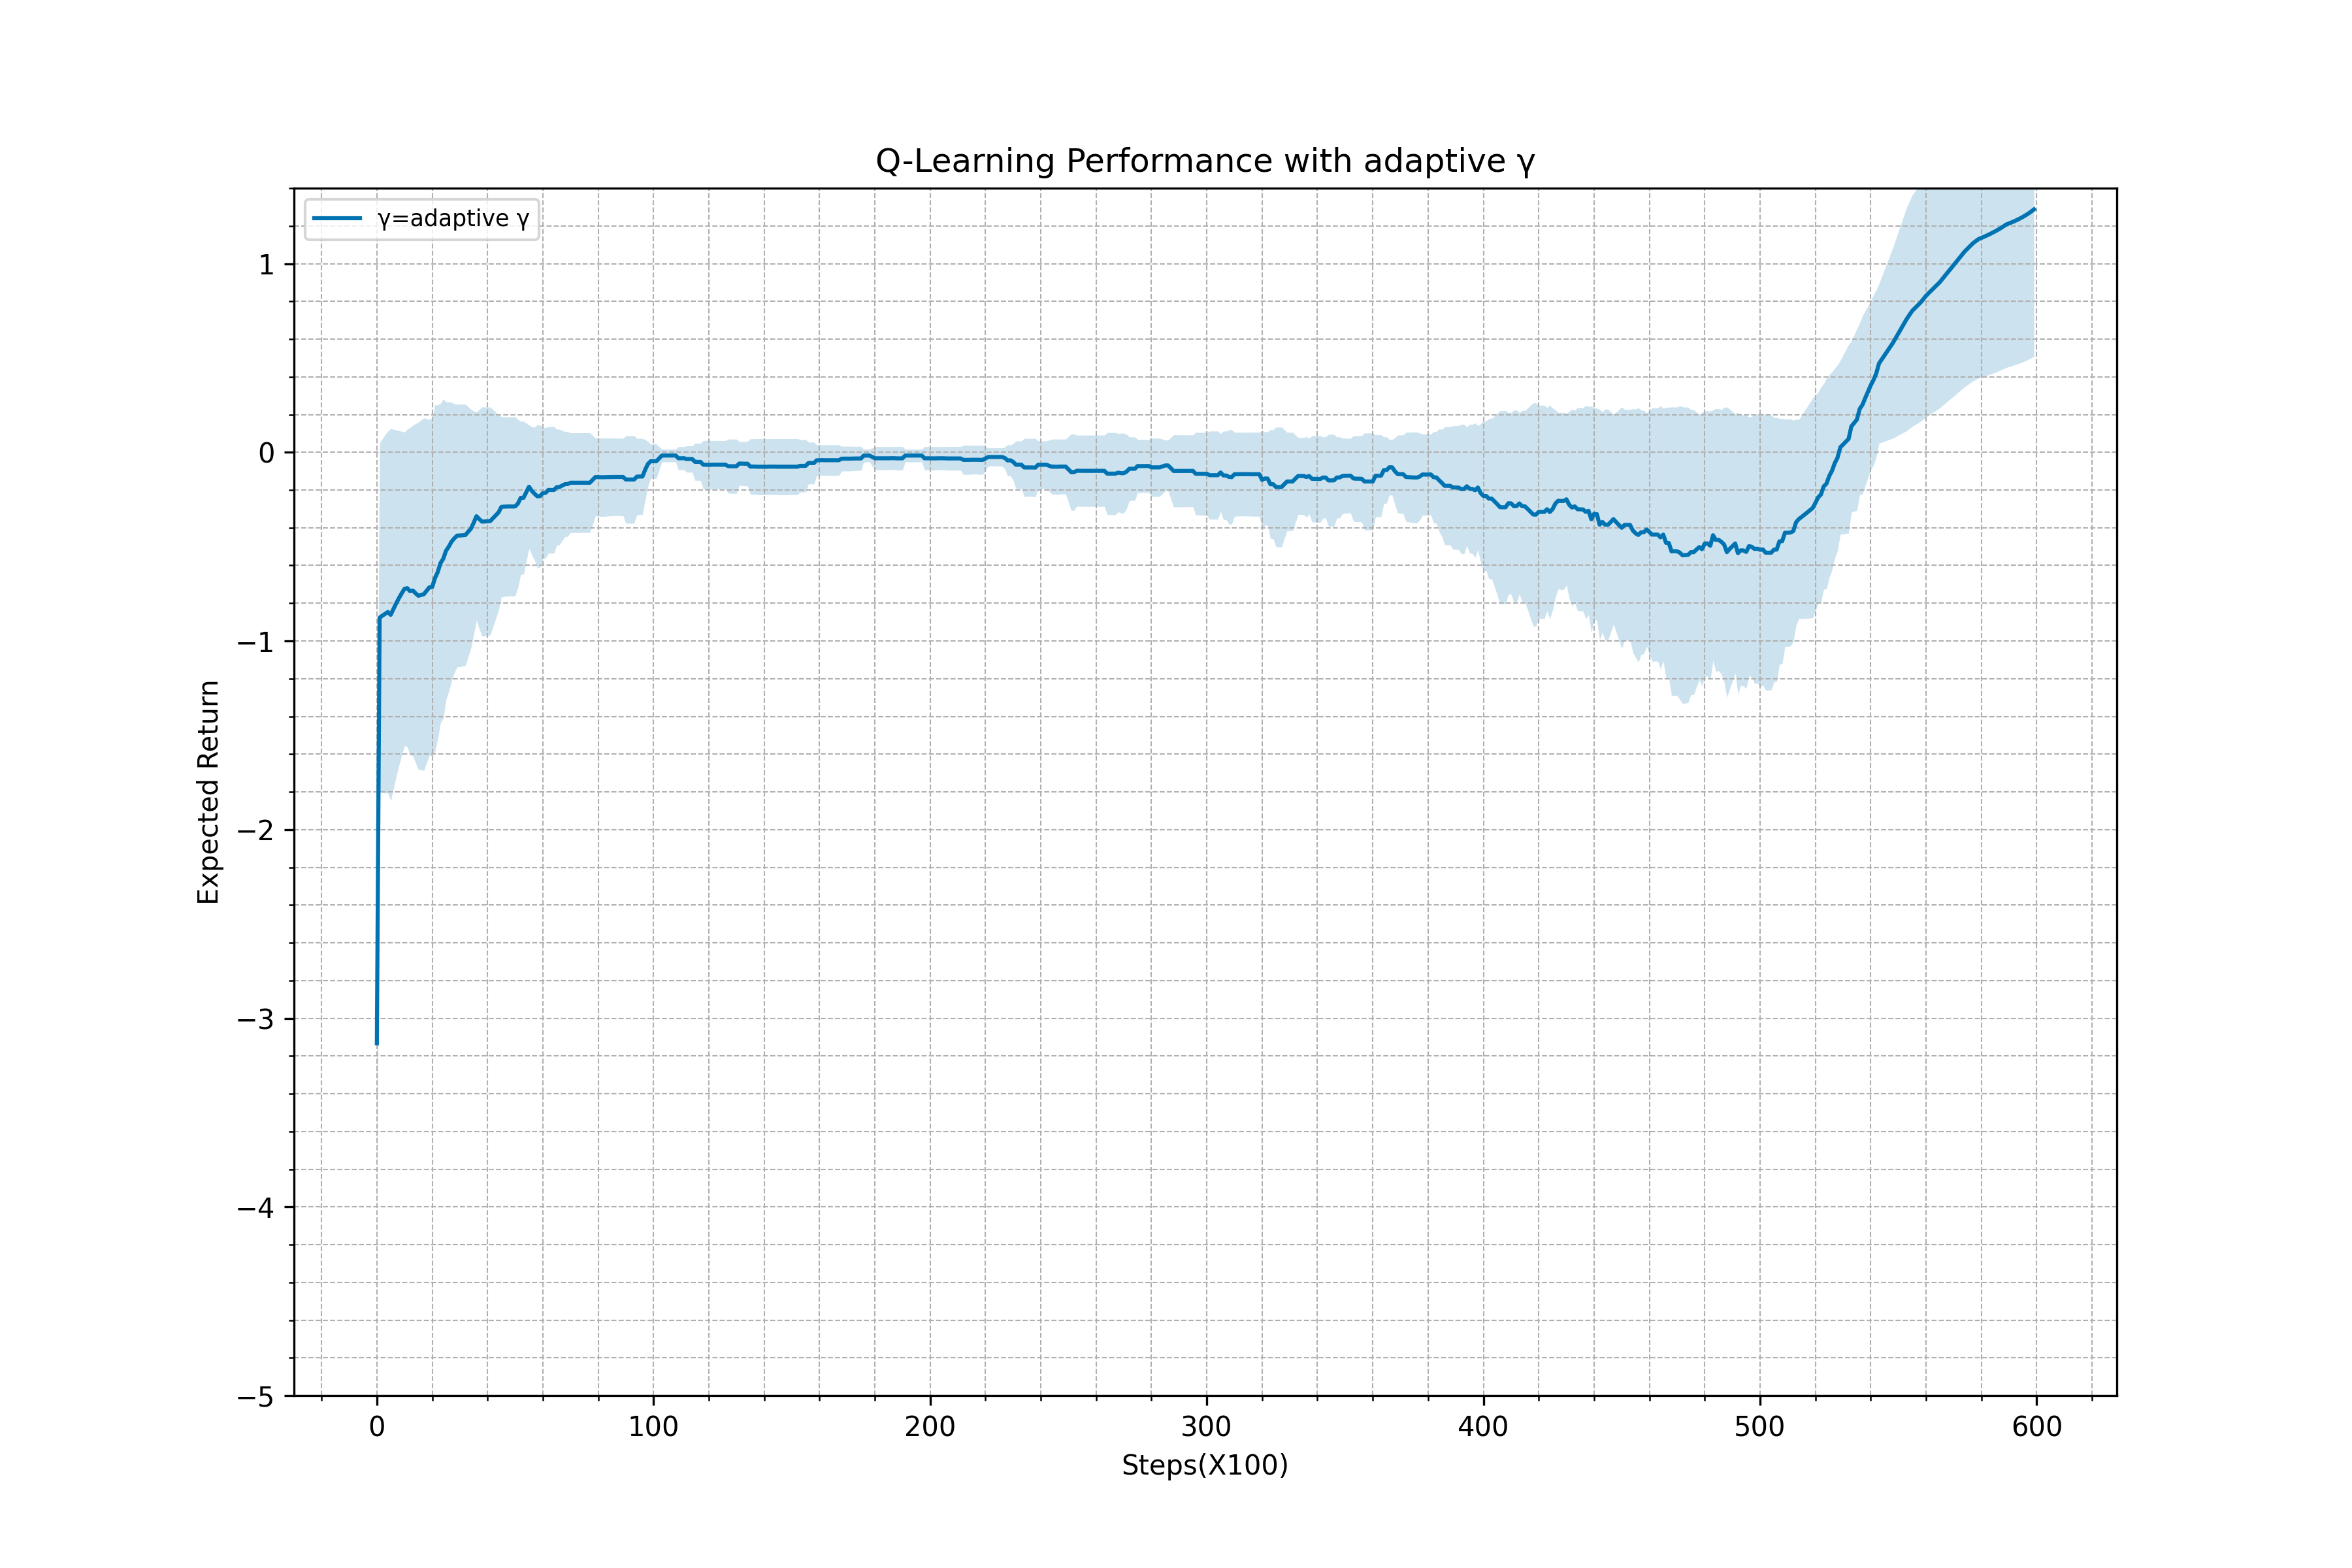 Q-Learning Performance with adaptive γ
γ=adaptive γ
1
0
−1
−2
−3
−4
−5
Expected Return
0 100 200 300 400 500 600
Steps(X100)